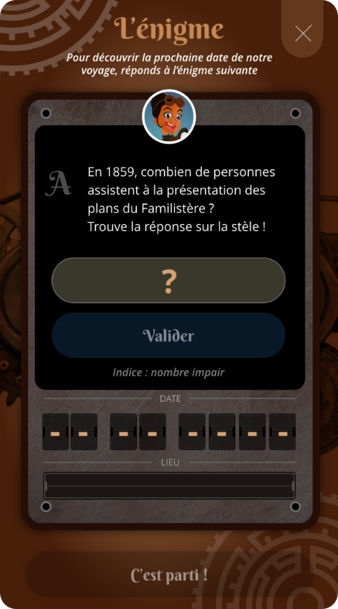 L'énigme
Pour découvrir la prochaine date de notre
voyage, réponds à l'énigme suivante
A
En 1859, combien de personnes
assistent à la présentation des
plans du Familistère ?
Trouve la réponse sur la stèle !
?
Valider
Indice : nombre impair
DATE
- - - - - - - -
LIEU
C'est parti !